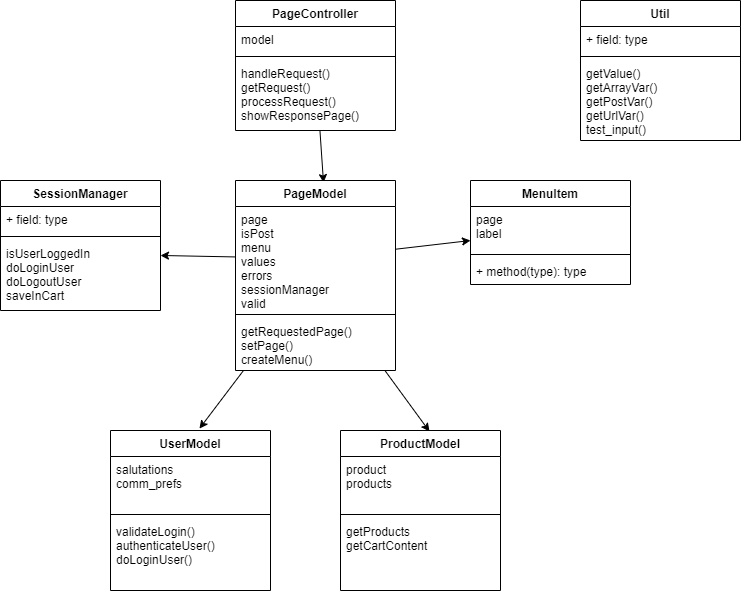 PageController
model
handleRequest()
getRequest()
processRequest()
showResponsePage()
Util
+ field: type
getValue()
getArrayVar()
getPostVar()
getUrlVar()
test_input()
SessionManager
+ field: type
isUserLoggedIn
doLoginUser
doLogoutUser
saveInCart
PageModel
page
isPost
menu
values
errors
sessionManager
valid
getRequestedPage()
setPage()
createMenu()
MenuItem
page
label
+ method(type): type
UserModel
salutations
comm_prefs
validateLogin()
authenticateUser()
doLoginUser()
ProductModel
product
products
getProducts
getCartContent